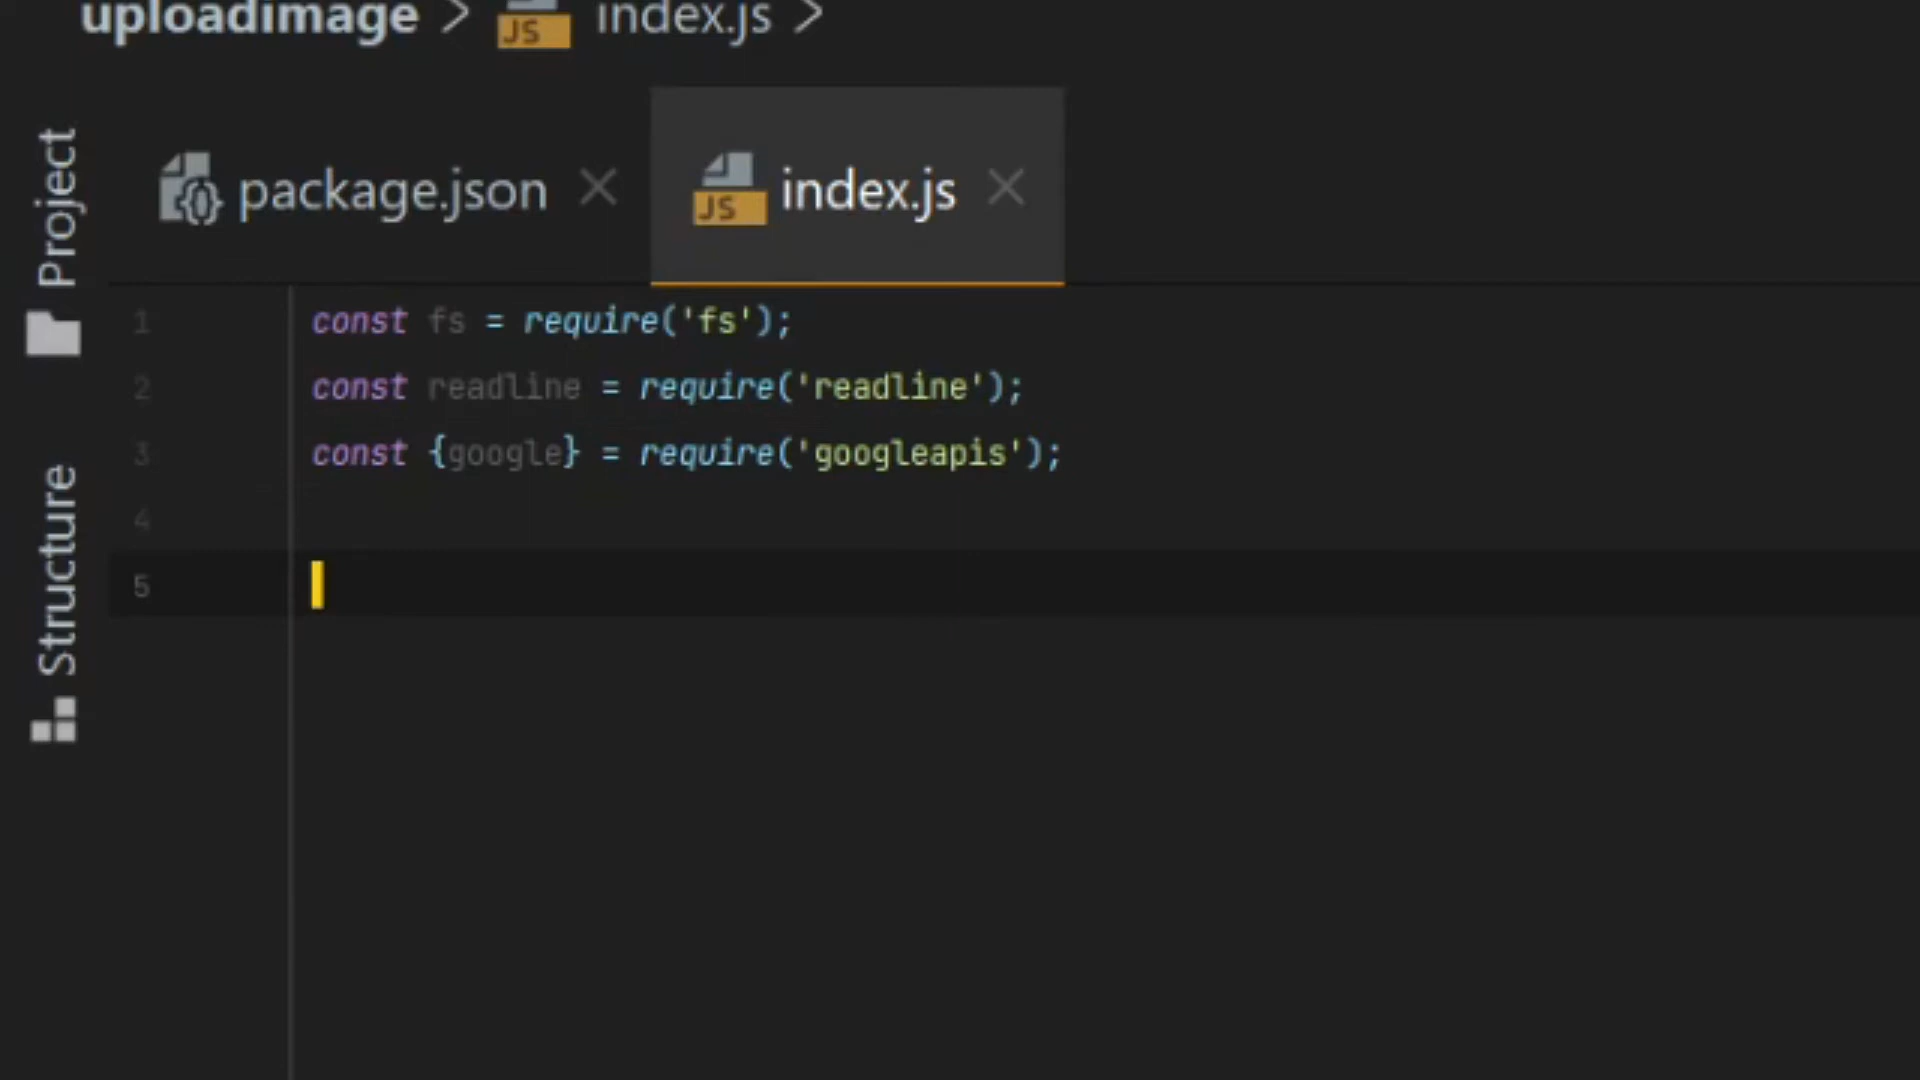 uploadimage > JS index.js >
Project
package.json
JS index.js
1 const fs = require('fs');
2 const readline = require('readline');
3 const {google} = require('googleapis');
4
5
Structure